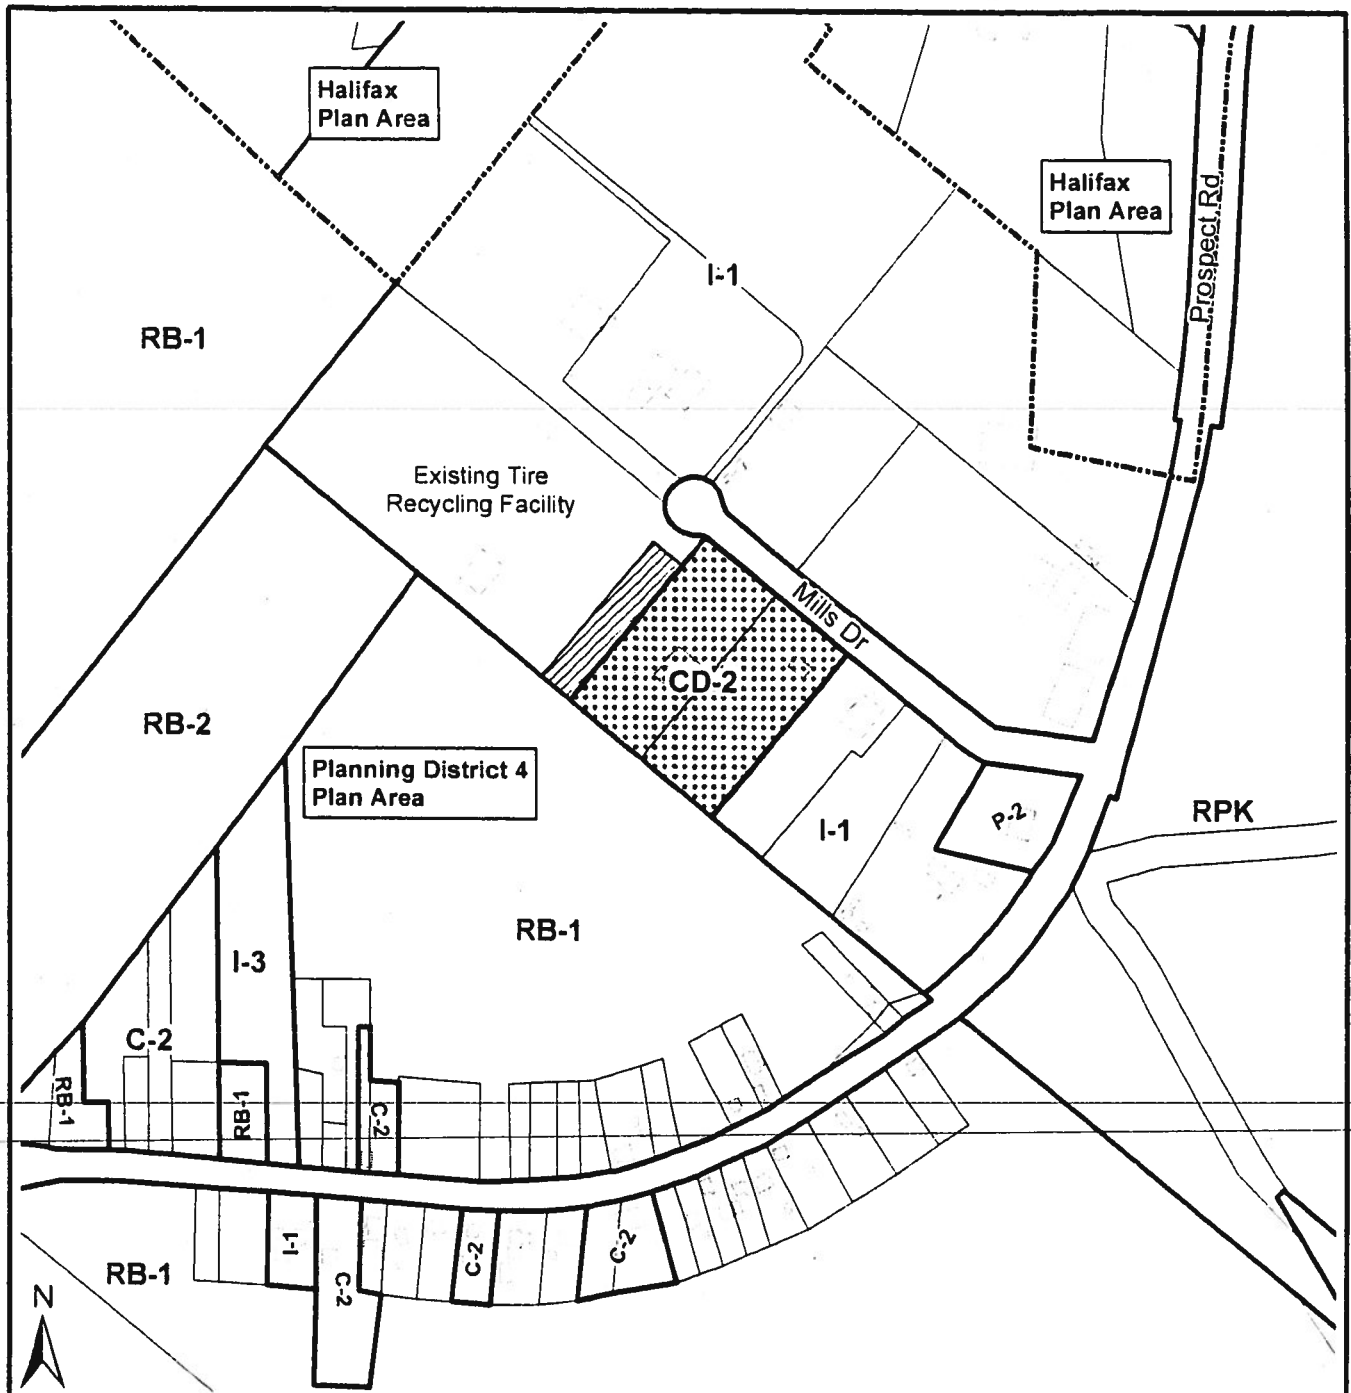 Halifax
Plan Area
Halifax
Plan Area
Prospect Rd
I-1
RB-1
Existing Tire
Recycling Facility
Mills Dr
CD-2
RB-2
Planning District 4
Plan Area
I-1
P-2
RPK
RB-1
I-3
C-2
RB-1
RB-1
C-2
I-1
C-2
C-2
C-2
RB-1
N